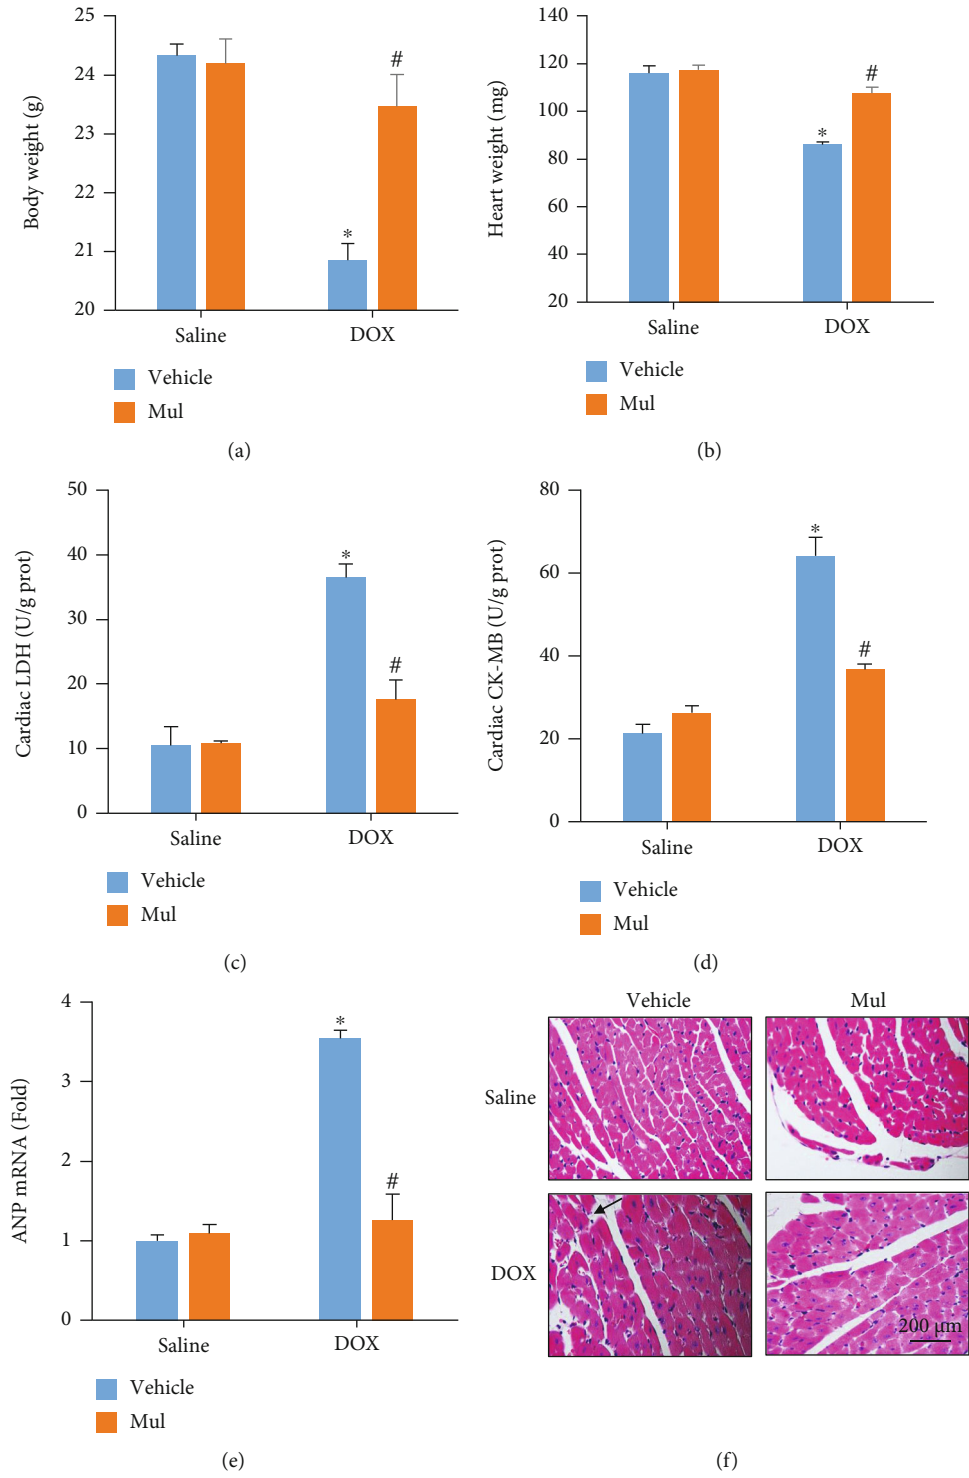 25
24
23
22
21
20
Body weight (g)
*
#
Saline
DOX
Vehicle
Mul
(a)
140
120
100
80
60
40
20
Heart weight (mg)
*
#
Saline
DOX
Vehicle
Mul
(b)
50
40
30
20
10
0
Cardiac LDH (U/g prot)
*
#
Saline
DOX
Vehicle
Mul
(c)
80
60
40
20
0
Cardiac CK-MB (U/g prot)
*
#
Saline
DOX
Vehicle
Mul
(d)
4
3
2
1
0
ANP mRNA (Fold)
*
#
Saline
DOX
Vehicle
Mul
(e)
Vehicle
Mul
Saline
DOX
200 μm
(f)